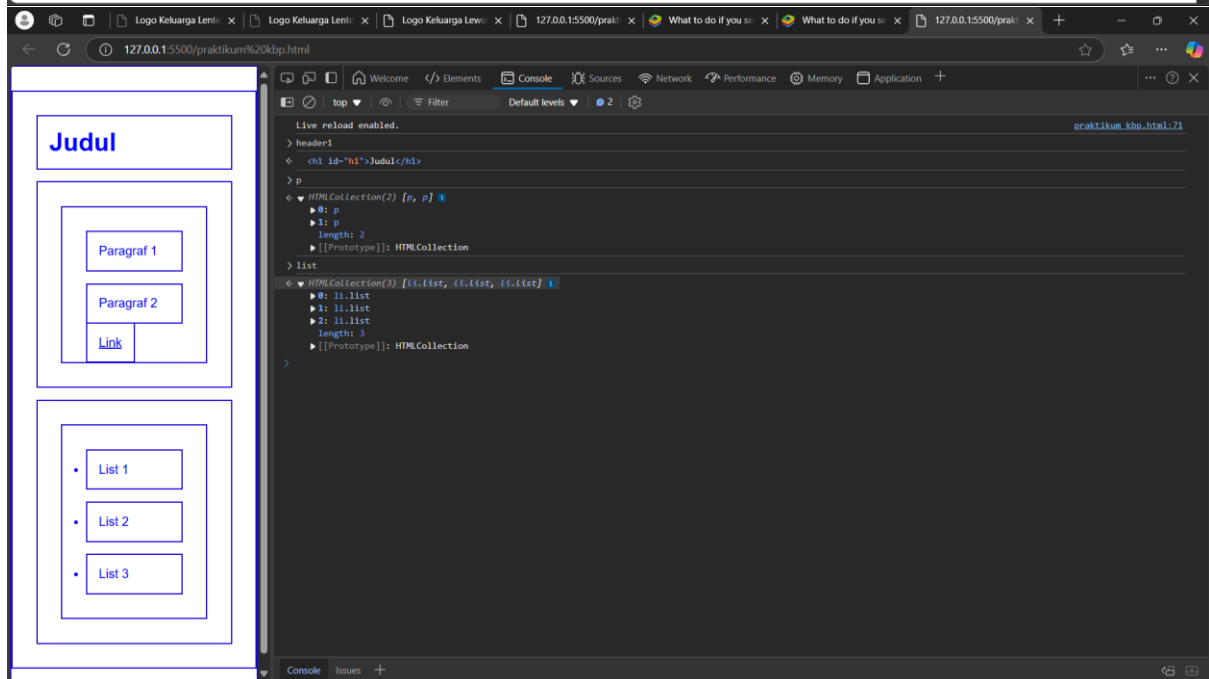 Logo Keluarga Lente
Logo Keluarga Lente
Logo Keluarga Lewo
127.0.0.1:5500/prakti
What to do if you se
What to do if you se
127.0.0.1:5500/prakt
127.0.0.1:5500/praktikum%20kbp.html
Welcome </> Elements Console Sources Network Performance Memory Application
top Filter Default levels 2
Judul
Paragraf 1
Paragraf 2
Link
List 1
List 2
List 3
Live reload enabled. praktikum kbp.html:71
> header1
<h1 id="h1">Judul</h1>
> p
HTMLCollection(2) [p, p] i
0: p
1: p
length: 2
[[Prototype]]: HTMLCollection
> list
HTMLCollection(3) [li.list, li.list, li.list] i
0: li.list
1: li.list
2: li.list
length: 3
[[Prototype]]: HTMLCollection
>
Console Issues